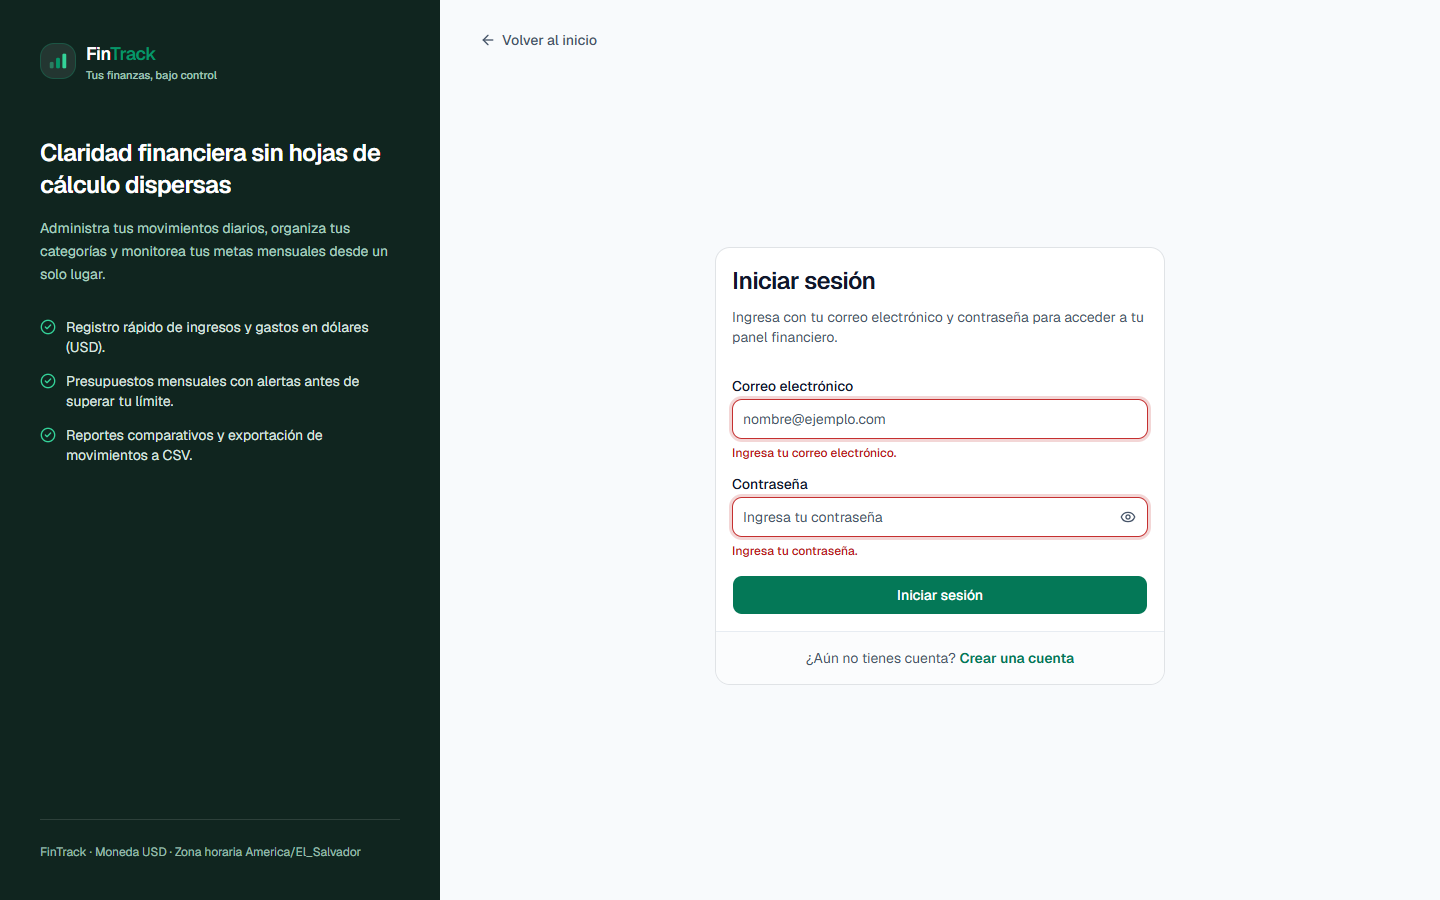 FinTrack
Tus finanzas, bajo control
Claridad financiera sin hojas de
cálculo dispersas
Administra tus movimientos diarios, organiza tus
categorías y monitorea tus metas mensuales desde un
solo lugar.
Registro rápido de ingresos y gastos en dólares
(USD).
Presupuestos mensuales con alertas antes de
superar tu límite.
Reportes comparativos y exportación de
movimientos a CSV.
FinTrack · Moneda USD · Zona horaria America/El_Salvador
Volver al inicio
Iniciar sesión
Ingresa con tu correo electrónico y contraseña para acceder a tu
panel financiero.
Correo electrónico
nombre@ejemplo.com
Ingresa tu correo electrónico.
Contraseña
Ingresa tu contraseña
Ingresa tu contraseña.
Iniciar sesión
¿Aún no tienes cuenta? Crear una cuenta